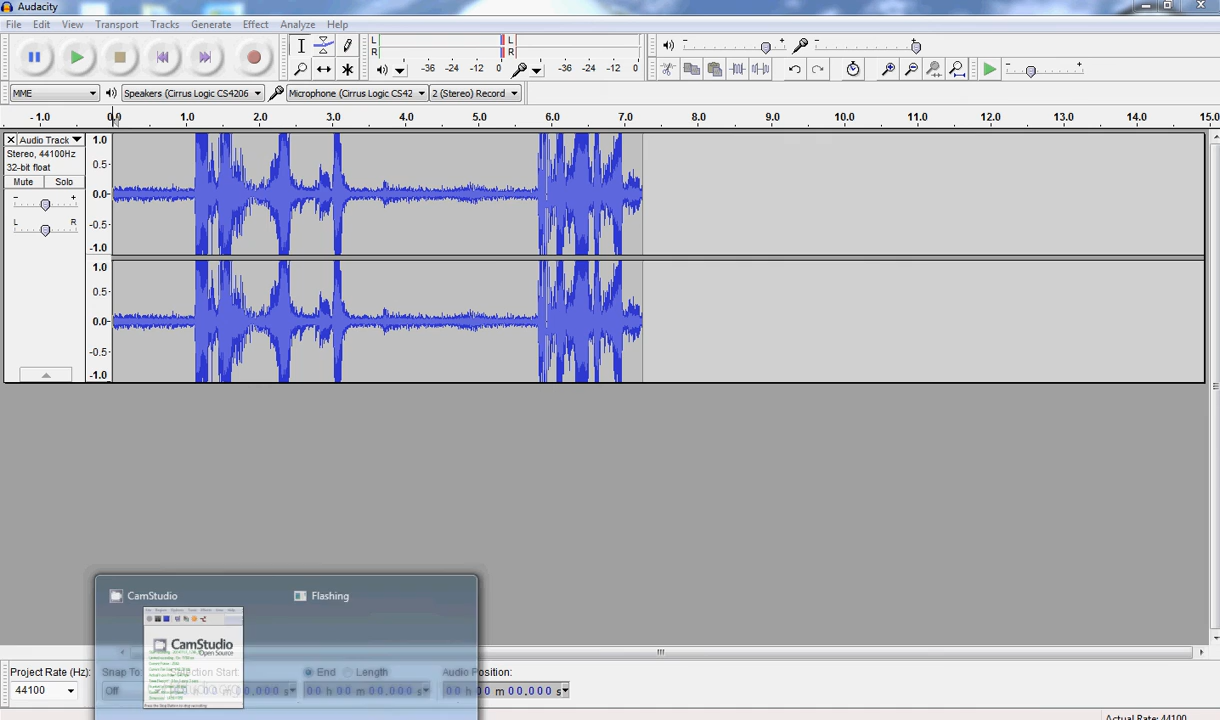 Audacity
File Edit View Transport Tracks Generate Effect Analyze Help
L
R
L
R
-36 -24 -12 0
-36 -24 -12 0
MME
Speakers (Cirrus Logic CS4206
Microphone (Cirrus Logic CS42
2 (Stereo) Record
- 1.0 0.0 1.0 2.0 3.0 4.0 5.0 6.0 7.0 8.0 9.0 10.0 11.0 12.0 13.0 14.0 15.0
Audio Track
Stereo, 44100Hz
32-bit float
Mute Solo
- +
L R
1.0
0.5-
0.0-
-0.5-
-1.0
1.0
0.5-
0.0-
-0.5-
-1.0
CamStudio
Flashing
CamStudio
Open Source
Project Rate (Hz):
44100
Snap To
Off
Selection Start:
End Length
Audio Position:
00 h 00 m 00,000 s
Actual Rate: 44100